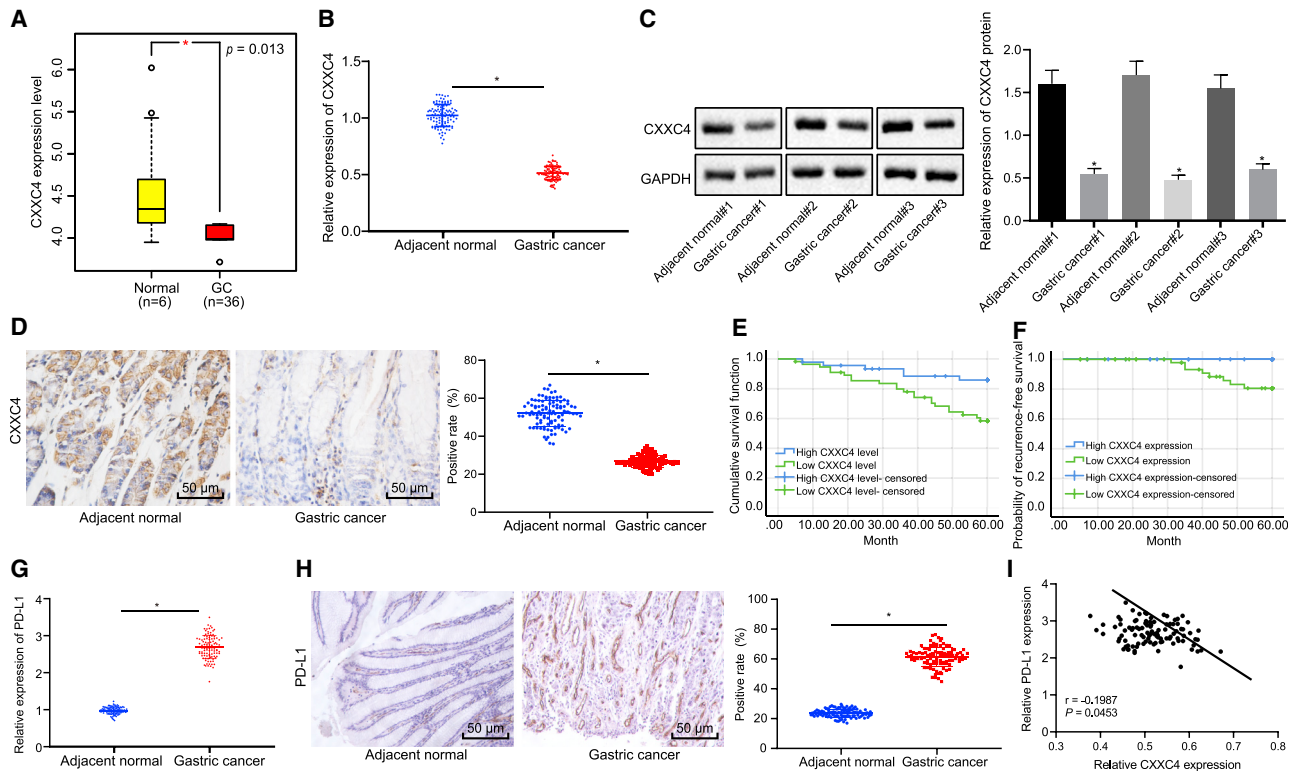 A
CXXC4 expression level
6.0
5.5
5.0
4.5
4.0
*
p = 0.013
Normal
(n=6)
GC
(n=36)
B
Relative expression of CXXC4
1.5
1.0
0.5
0.0
*
Adjacent normal
Gastric cancer
C
CXXC4
GAPDH
Adjacent normal#1
Gastric cancer#1
Adjacent normal#2
Gastric cancer#2
Adjacent normal#3
Gastric cancer#3
Relative expression of CXXC4 protein
2.0
1.5
1.0
0.5
0.0
*
*
*
Adjacent normal#1
Gastric cancer#1
Adjacent normal#2
Gastric cancer#2
Adjacent normal#3
Gastric cancer#3
D
CXXC4
50 µm
50 µm
Adjacent normal
Gastric cancer
Positive rate (%)
80
60
40
20
0
*
Adjacent normal
Gastric cancer
E
Cumulative survival function
1.0
0.8
0.6
0.4
0.2
0.0
High CXXC4 level
Low CXXC4 level
High CXXC4 level- censored
Low CXXC4 level- censored
.00 10.00 20.00 30.00 40.00 50.00 60.00
Month
F
Probability of recurrence-free survival
1.0
0.8
0.6
0.4
0.2
0.0
High CXXC4 expression
Low CXXC4 expression
High CXXC4 expression-censored
Low CXXC4 expression-censored
.00 10.00 20.00 30.00 40.00 50.00 60.00
Month
G
Relative expression of PD-L1
4
3
2
1
0
*
Adjacent normal
Gastric cancer
H
PD-L1
50 µm
50 µm
Adjacent normal
Gastric cancer
Positive rate (%)
100
80
60
40
20
0
*
Adjacent normal
Gastric cancer
I
Relative PD-L1 expression
4
3
2
1
0
r = -0.1987
P = 0.0453
0.3 0.4 0.5 0.6 0.7 0.8
Relative CXXC4 expression